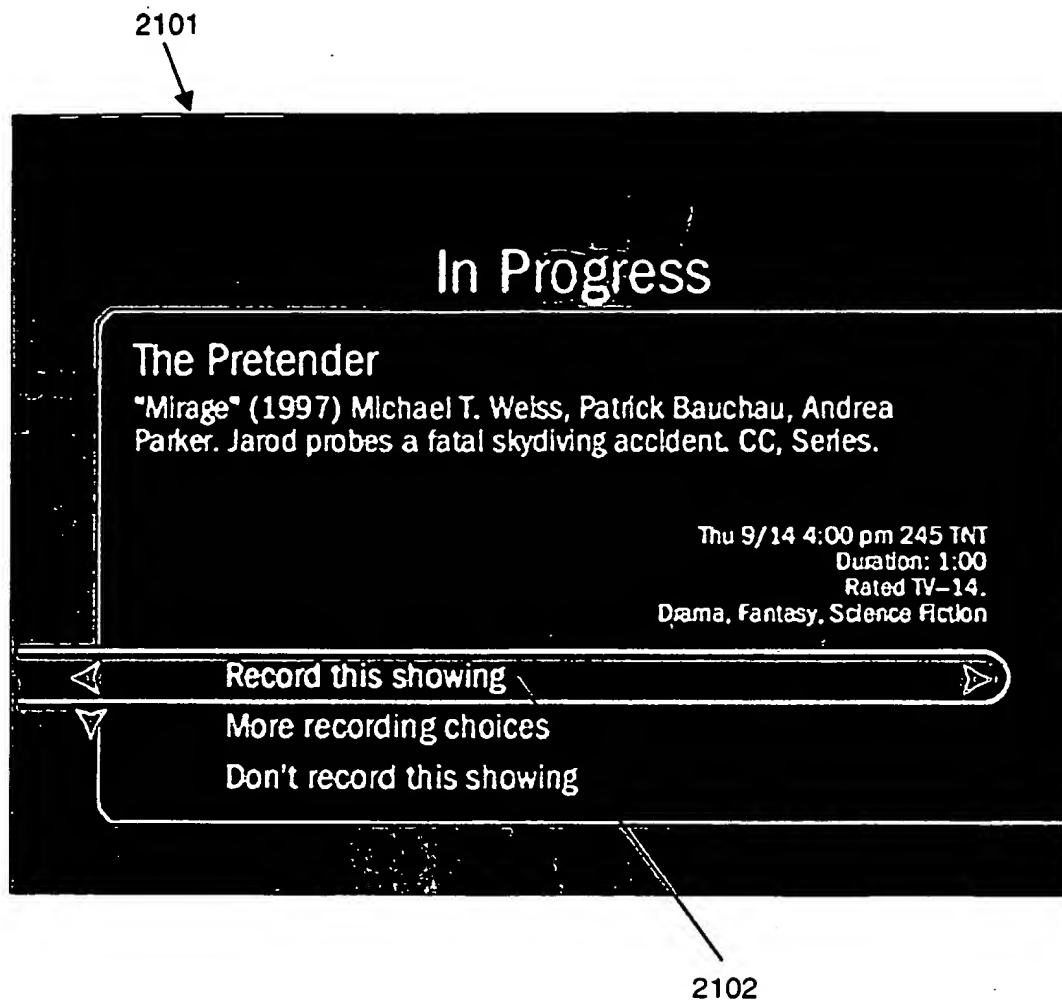 2101
In Progress
The Pretender
"Mirage" (1997) Michael T. Weiss, Patrick Bauchau, Andrea
Parker. Jarod probes a fatal skydiving accident. CC, Series.
Thu 9/14 4:00 pm 245 TNT
Duration: 1:00
Rated TV-14.
Drama, Fantasy, Science Fiction
Record this showing
More recording choices
Don't record this showing
2102